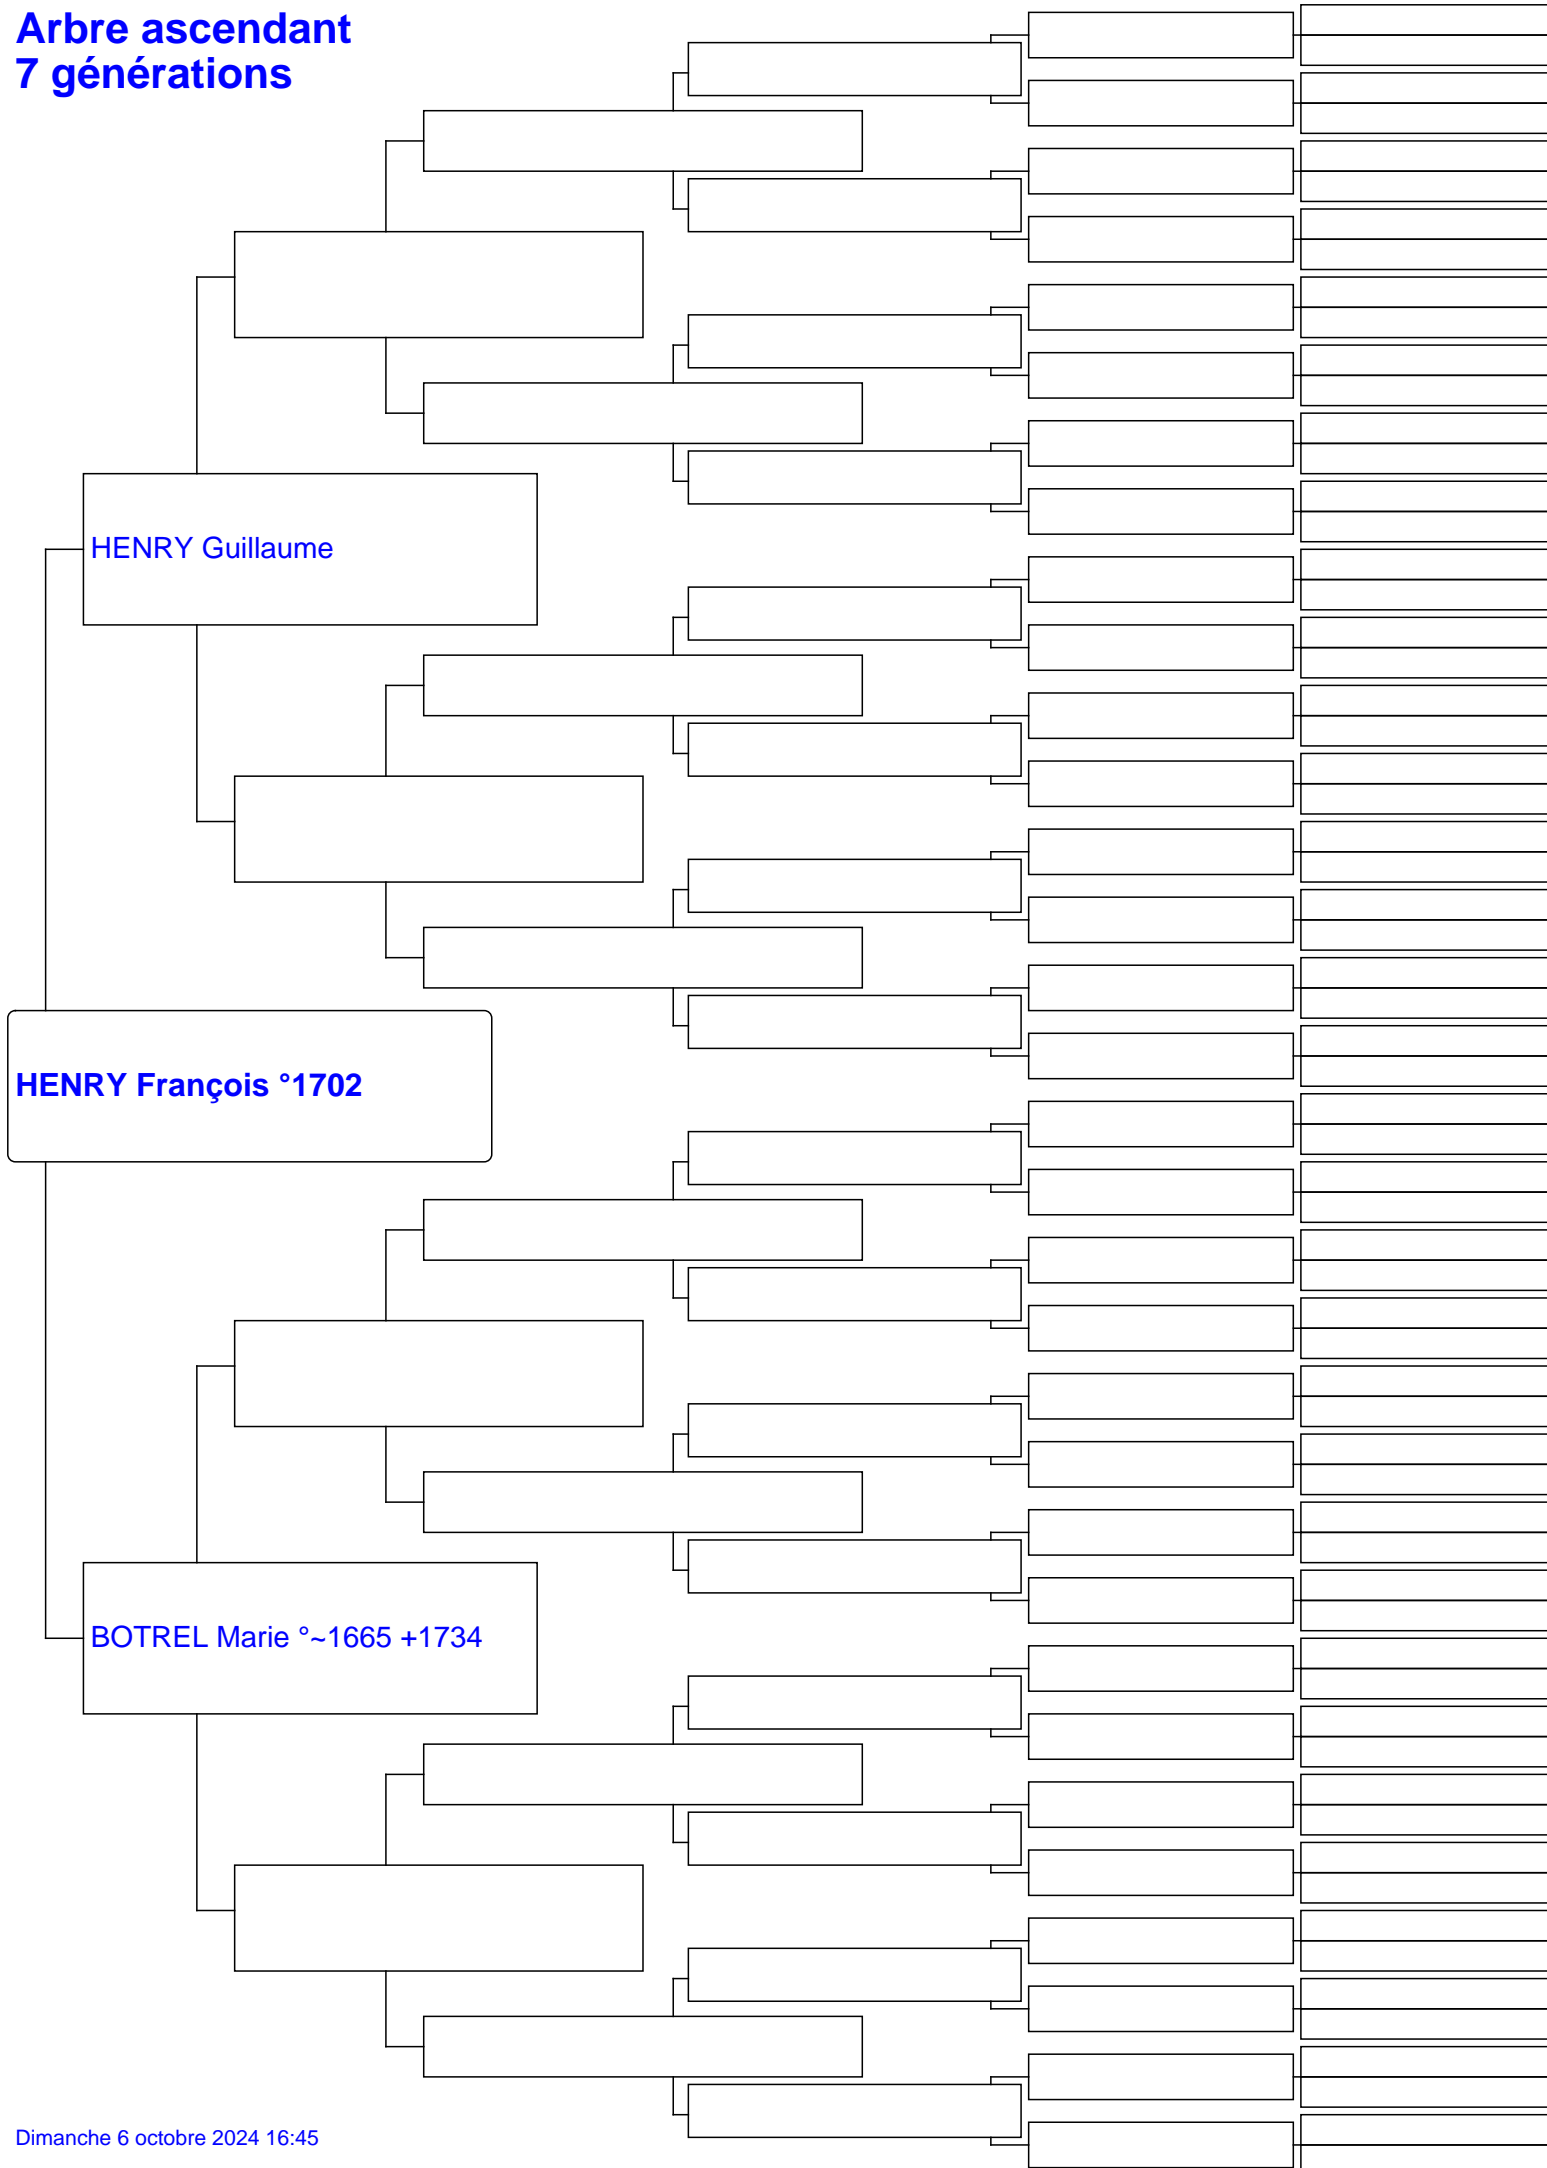 Arbre ascendant
7 générations
HENRY Guillaume
HENRY François °1702
BOTREL Marie °~1665 +1734
Dimanche 6 octobre 2024 16:45